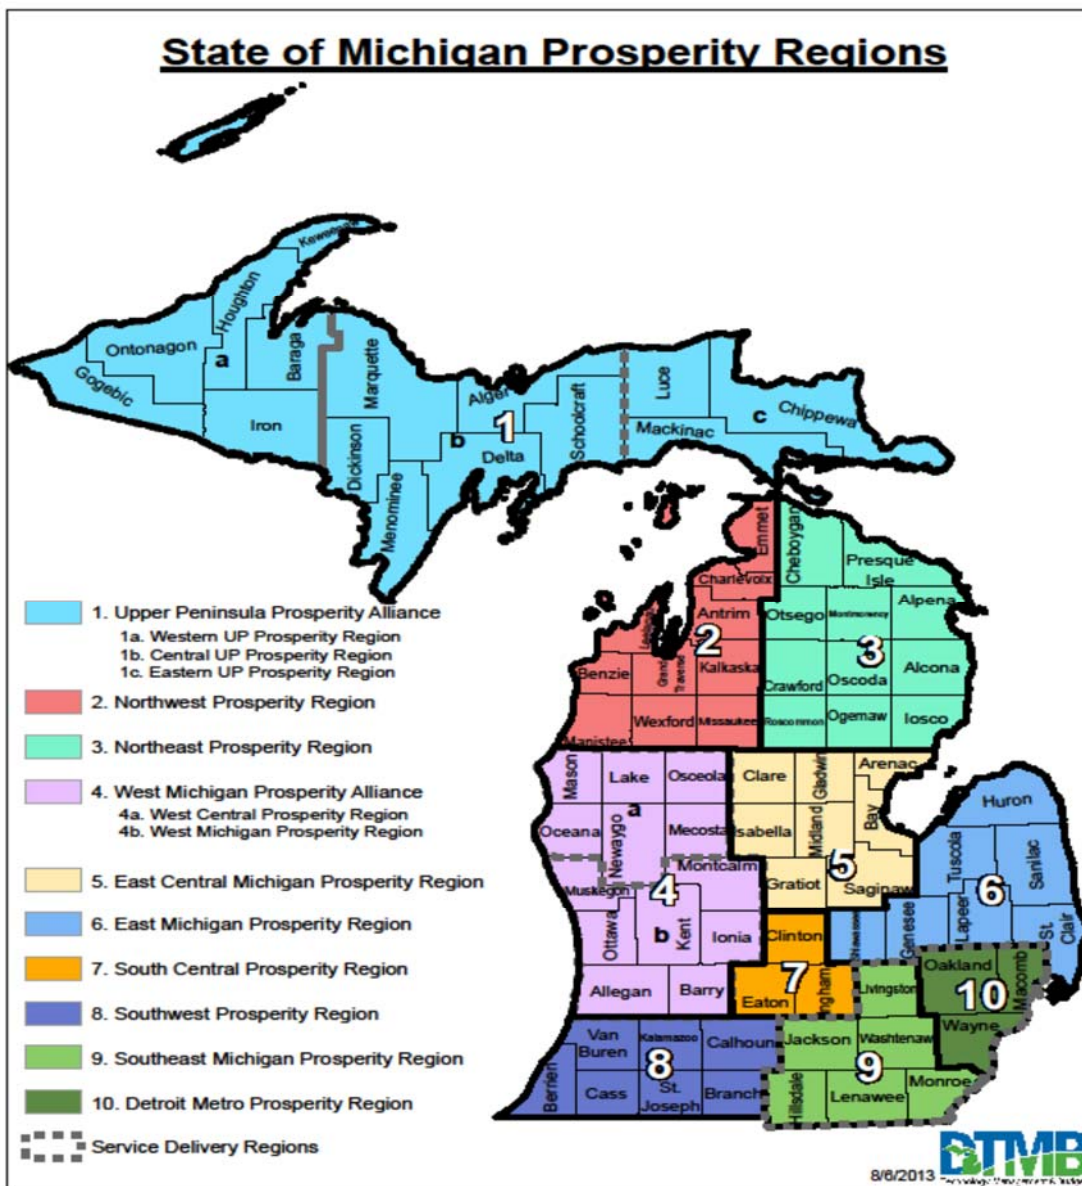 State of Michigan Prosperity Regions
Keweenaw
Houghton
Ontonagon
a
Baraga
Gogebic
Iron
Marquette
Dickinson
Menominee
Alger
1
b
Delta
Schoolcraft
Luce
c
Chippewa
Mackinac
Emmet
Cheboygan
Presque
Isle
Charlevoix
Antrim
Otsego
Montmorency
Alpena
2
3
Leelanau
Benzie
Grand
Traverse
Kalkaska
Crawford
Oscoda
Alcona
Manistee
Wexford
Missaukee
Roscommon
Ogemaw
Iosco
Mason
Lake
Osceola
Clare
Gladwin
Arenac
a
Oceana
Newaygo
Mecosta
Isabella
Midland
Bay
Huron
Montcalm
Gratiot
5
Saginaw
Tuscola
Sanilac
6
Muskegon
4
Ottawa
b
Kent
Ionia
Clinton
Shiawassee
Genesee
Lapeer
St.
Clair
Allegan
Barry
Eaton
7
Ingham
Livingston
Oakland
10
Macomb
Van
Buren
Kalamazoo
Calhoun
Jackson
Washtenaw
Wayne
8
9
Berrien
Cass
St.
Joseph
Branch
Hillsdale
Lenawee
Monroe
1. Upper Peninsula Prosperity Alliance
1a. Western UP Prosperity Region
1b. Central UP Prosperity Region
1c. Eastern UP Prosperity Region
2. Northwest Prosperity Region
3. Northeast Prosperity Region
4. West Michigan Prosperity Alliance
4a. West Central Prosperity Region
4b. West Michigan Prosperity Region
5. East Central Michigan Prosperity Region
6. East Michigan Prosperity Region
7. South Central Prosperity Region
8. Southwest Prosperity Region
9. Southeast Michigan Prosperity Region
10. Detroit Metro Prosperity Region
Service Delivery Regions
8/6/2013
DTMB